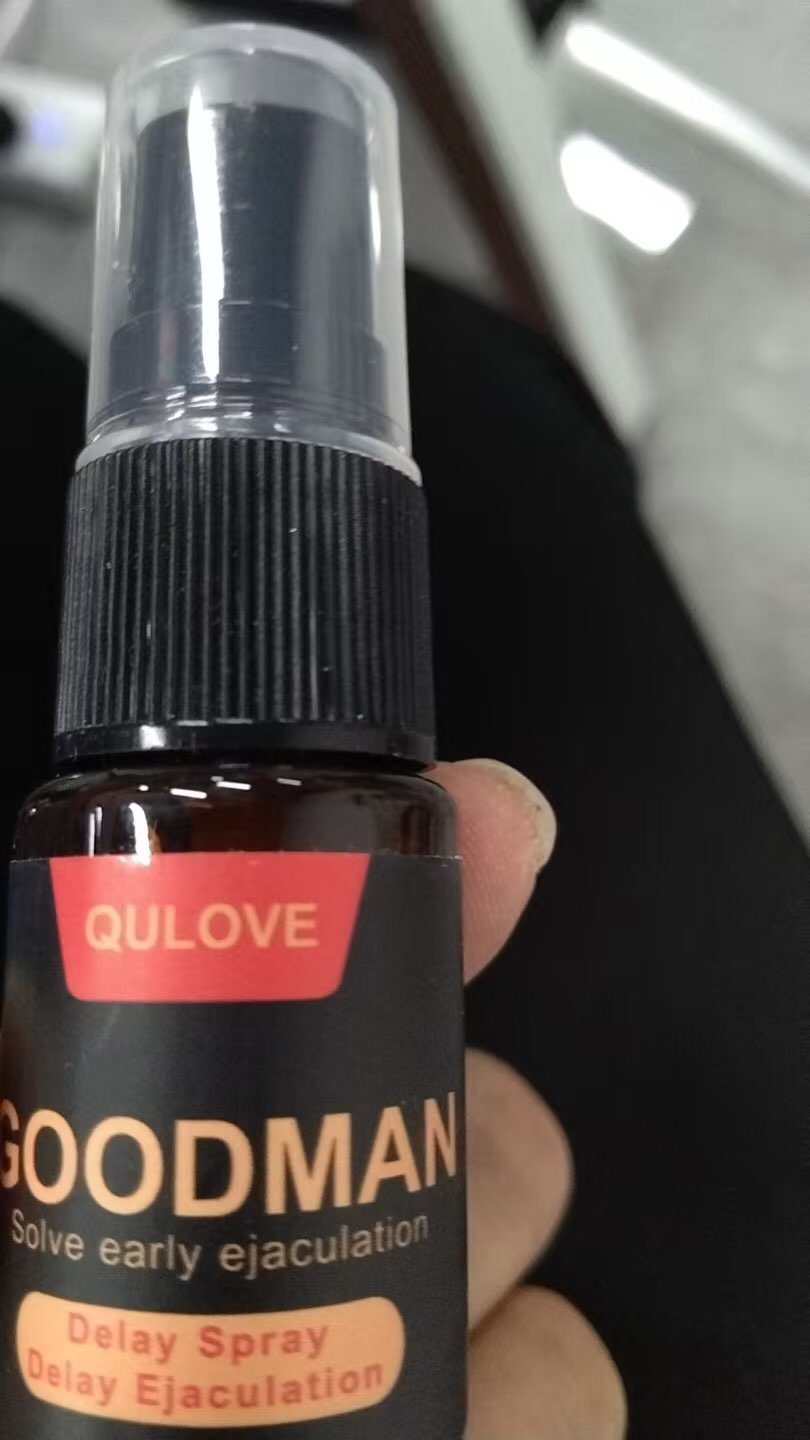 QULOVE
GOODMAN
Solve early ejaculation
Delay Spray
Delay Ejaculation